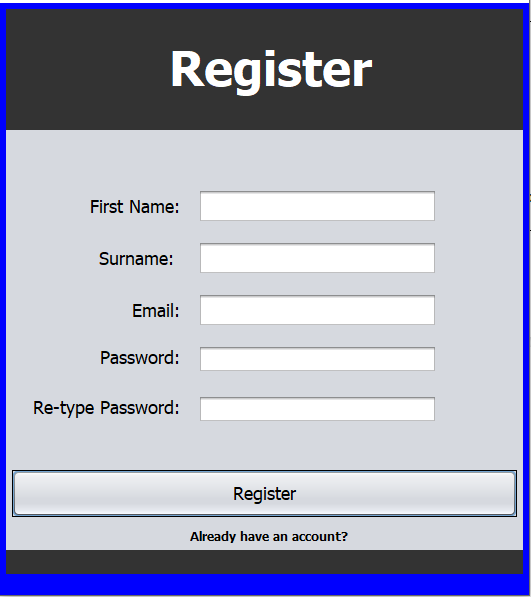 Register
First Name:
Surname:
Email:
Password:
Re-type Password:
Register
Already have an account?